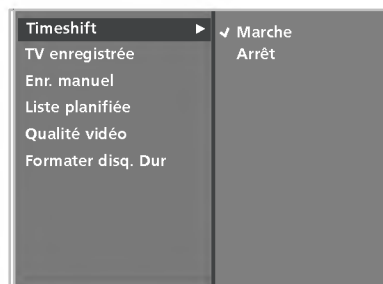 Timeshift
TV enregistrée
Enr. manuel
Liste planifiée
Qualité vidéo
Formater disq. Dur
Marche
Arrêt